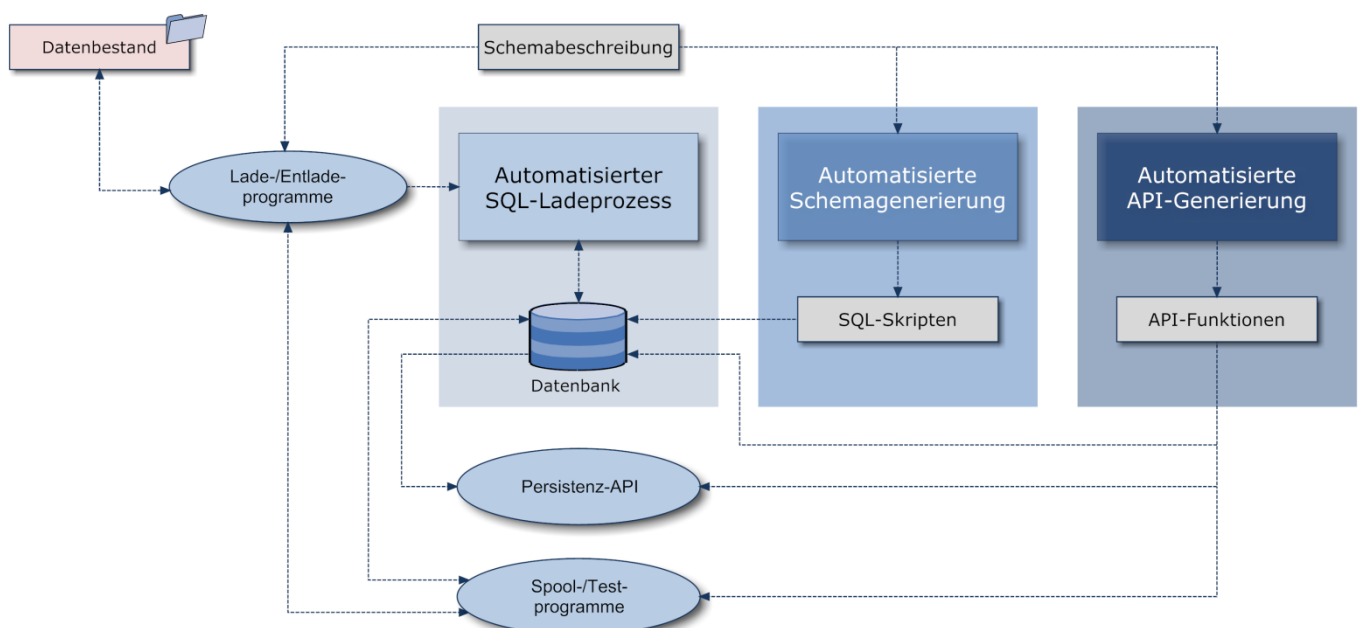 Datenbestand
Schemabeschreibung
Lade-/Entlade-
programme
Automatisierter
SQL-Ladeprozess
Automatisierte
Schemagenerierung
Automatisierte
API-Generierung
SQL-Skripten
API-Funktionen
Datenbank
Persistenz-API
Spool-/Test-
programme